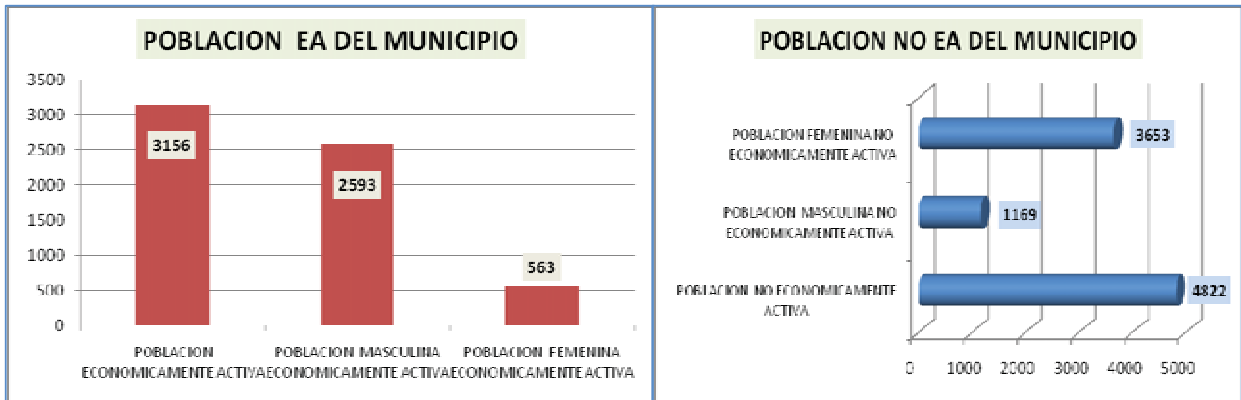 POBLACION EA DEL MUNICIPIO
3500
3000
2500
2000
1500
1000
500
0
3156
2593
563
POBLACION
ECONOMICAMENTE ACTIVA
POBLACION MASCULINA
ECONOMICAMENTE ACTIVA
POBLACION FEMENINA
ECONOMICAMENTE ACTIVA
POBLACION NO EA DEL MUNICIPIO
POBLACION FEMENINA NO
ECONOMICAMENTE ACTIVA
3653
POBLACION MASCULINA NO
ECONOMICAMENTE ACTIVA
1169
POBLACION NO ECONOMICAMENTE
ACTIVA
4822
0
1000
2000
3000
4000
5000